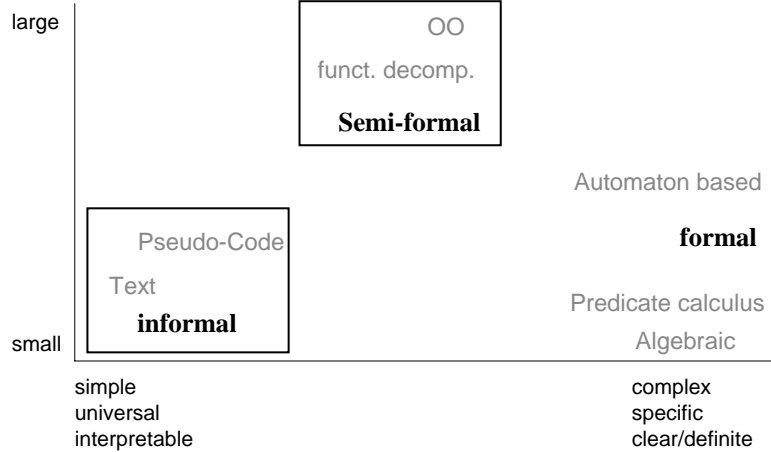 large
OO
funct. decomp.
Semi-formal
Automaton based
formal
Pseudo-Code
Text
informal
Predicate calculus
Algebraic
small
simple
universal
interpretable
complex
specific
clear/definite